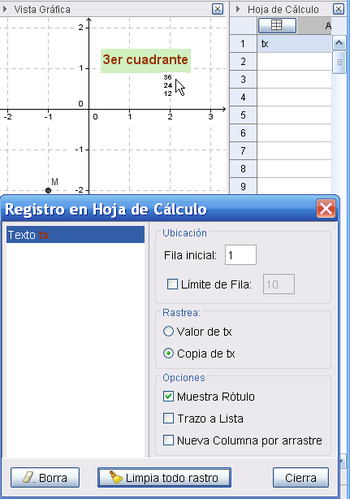 Vista Gráfica
Hoja de Cálculo
2
3er cuadrante
36
24
12
1
-2 -1 0 1 2 3
-1
M
-2
A
1 tx
2
3
4
5
6
7
8
9
Registro en Hoja de Cálculo
Texto tx
Ubicación
Fila inicial: 1
Límite de Fila: 10
Rastrea:
Valor de tx
Copia de tx
Opciones
Muestra Rótulo
Trazo a Lista
Nueva Columna por arrastre
Borra
Limpia todo rastro
Cierra